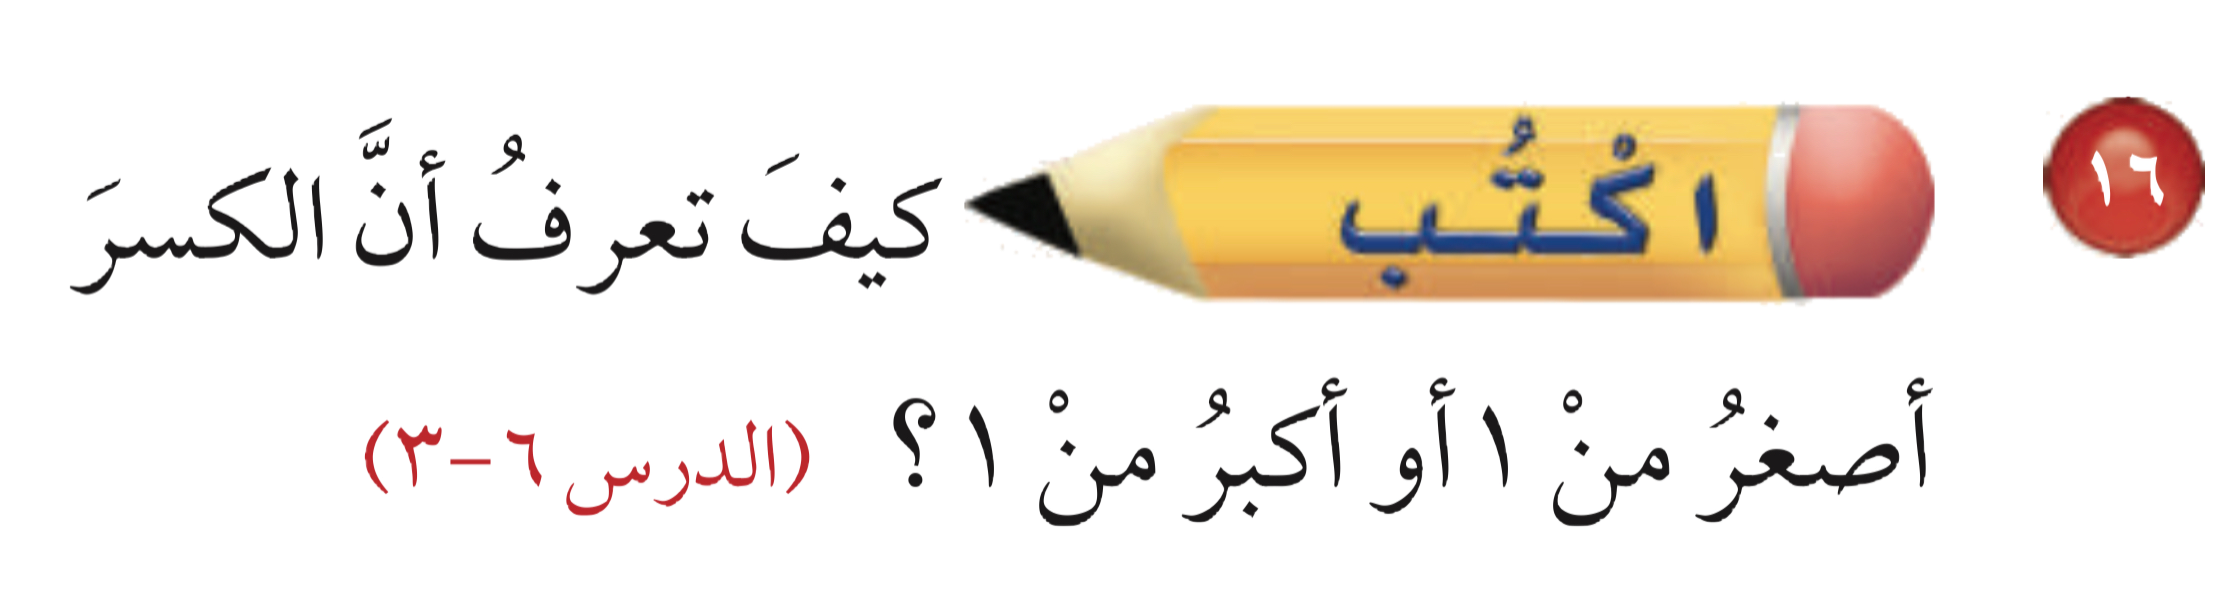 ١٦ اكْتُب كيفَ تعرفُ أنَّ الكسرَ
أصغرُ منْ ١ أو أكبرُ منْ ١ ؟ (الدرس ٦-٣)